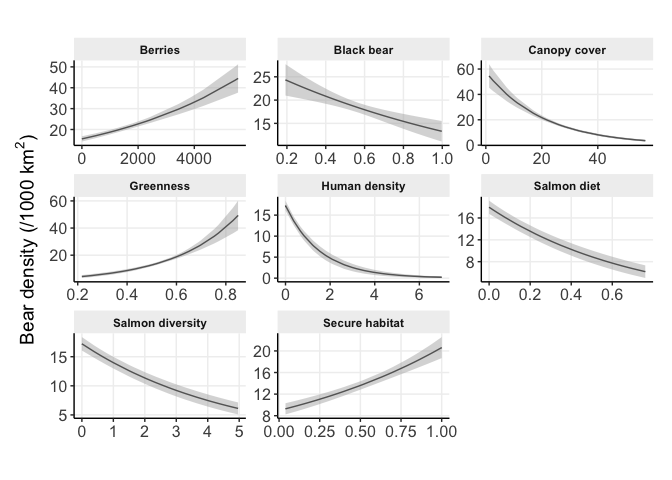 Bear density (/1000 km²)
Berries Black bear Canopy cover
50
40
30
20
0 2000 4000
25
20
15
0.2 0.4 0.6 0.8 1.0
60
40
20
0
0 20 40
Greenness Human density Salmon diet
60
40
20
0.2 0.4 0.6 0.8
15
10
5
0
0 2 4 6
16
12
8
0.0 0.2 0.4 0.6
Salmon diversity Secure habitat
15
10
5
0 1 2 3 4 5
20
16
12
8
0.00 0.25 0.50 0.75 1.00